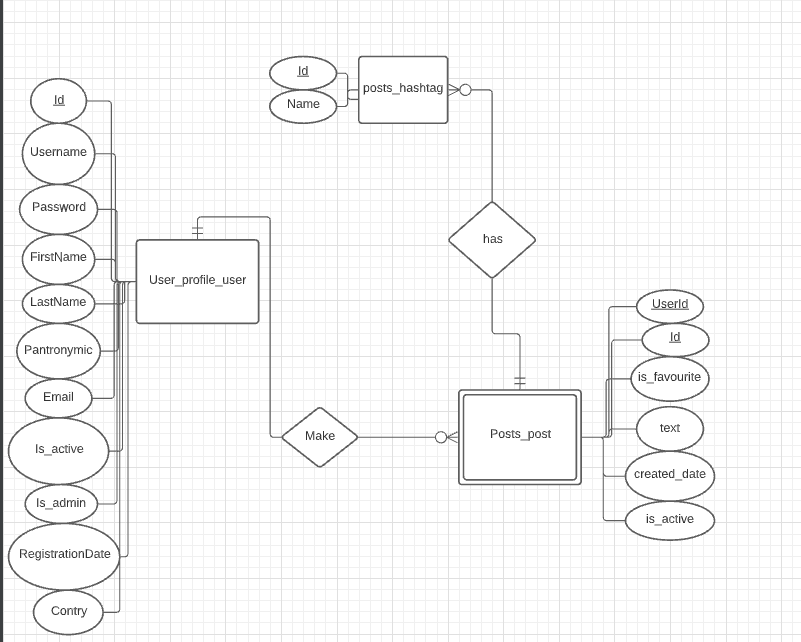 Id
Username
Password
FirstName
LastName
Pantronymic
Email
Is_active
Is_admin
RegistrationDate
Contry
User_profile_user
Id
Name
posts_hashtag
has
Make
Posts_post
UserId
Id
is_favourite
text
created_date
is_active